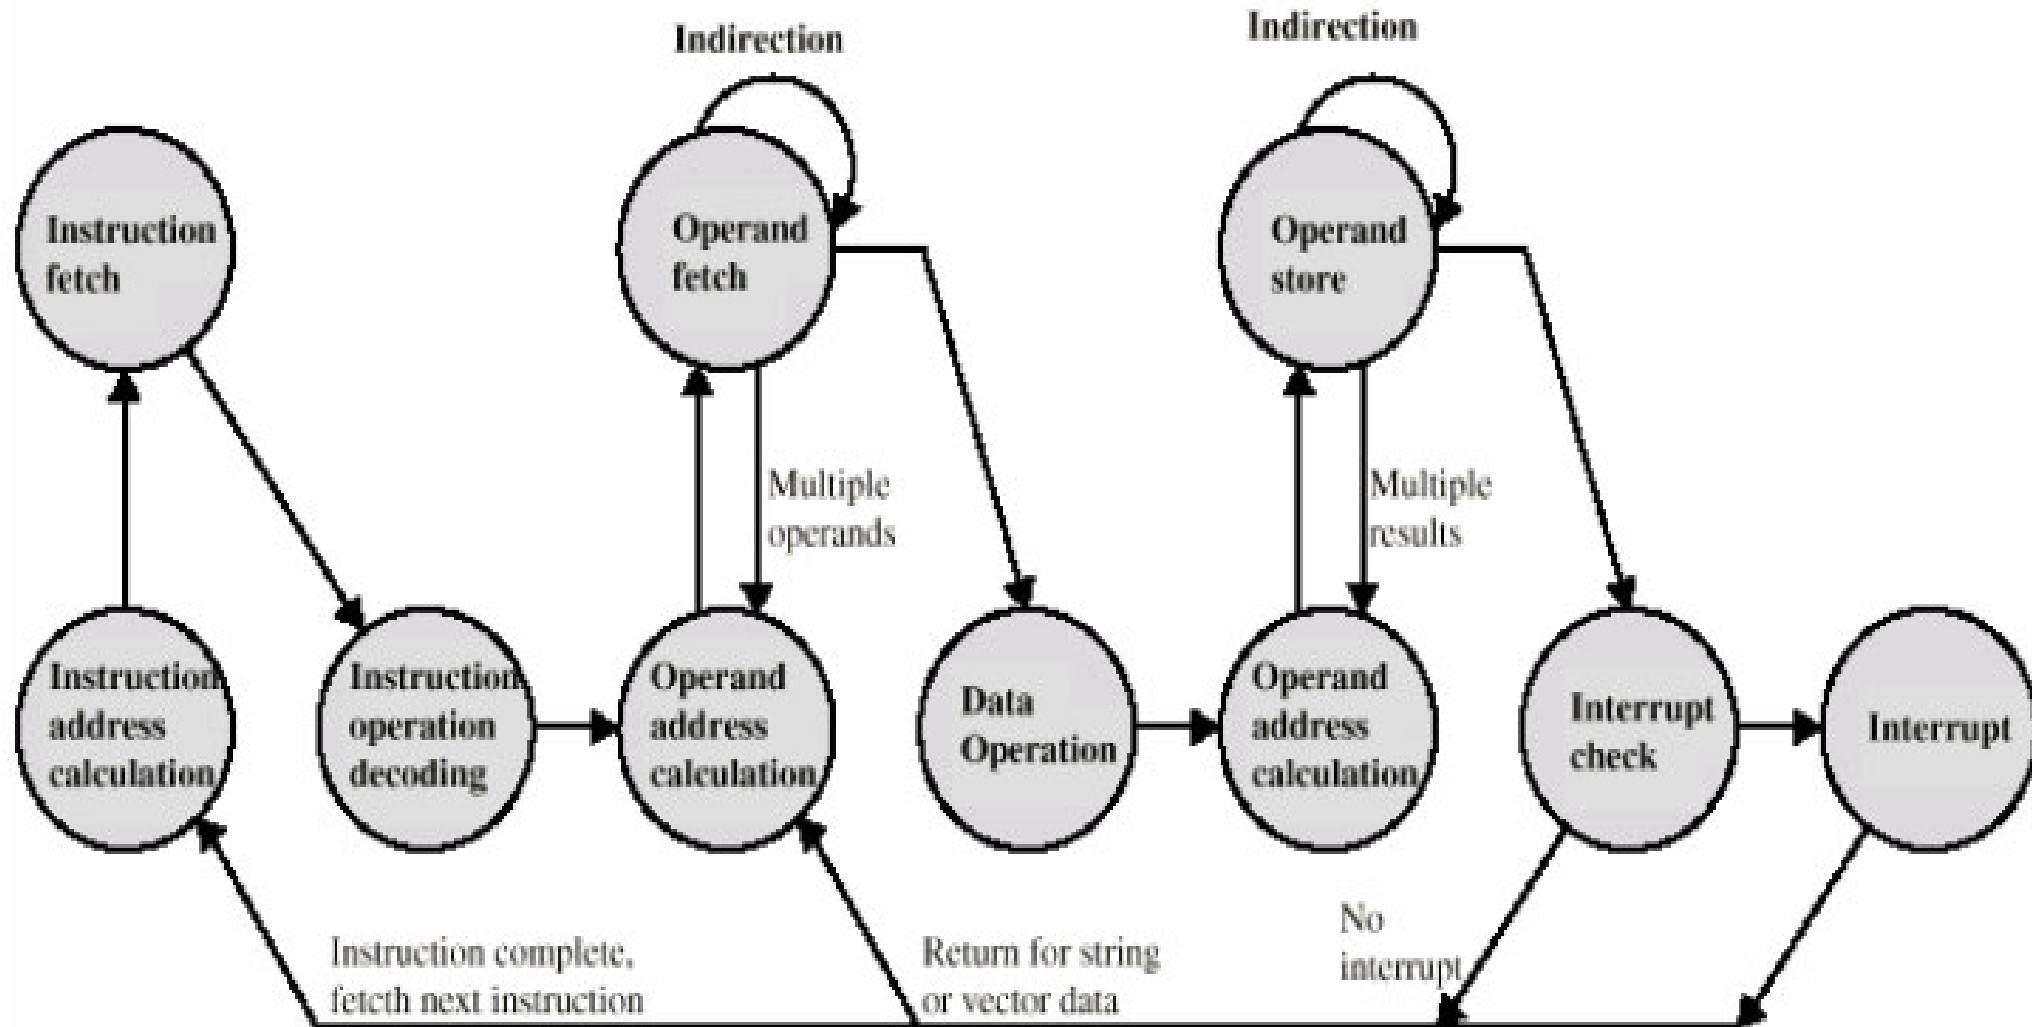 Indirection
Indirection
Instruction
fetch
Operand
fetch
Operand
store
Multiple
operands
Multiple
results
Instruction
address
calculation
Instruction
operation
decoding
Operand
address
calculation
Data
Operation
Operand
address
calculation
Interrupt
check
Interrupt
Instruction complete,
fetcth next instruction
Return for string
or vector data
No
interrupt